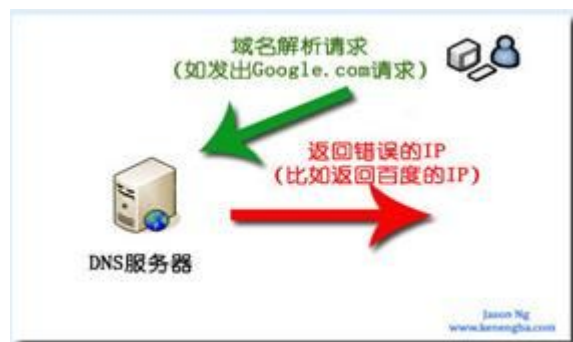 域名解析请求
(如发出Google.com请求)
返回错误的IP
(比如返回百度的IP)
DNS服务器
Jason Ng
www.kenengba.com